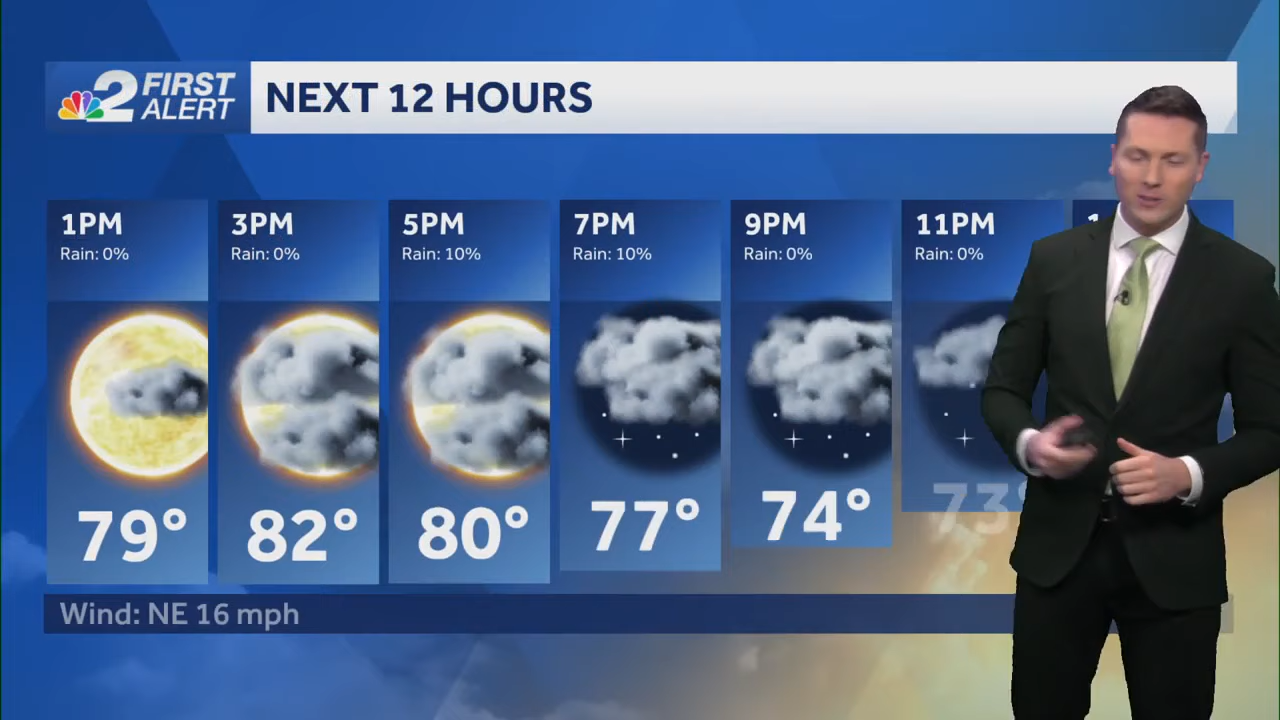 2 FIRST ALERT
NEXT 12 HOURS
1PM
Rain: 0%
79°
3PM
Rain: 0%
82°
5PM
Rain: 10%
80°
7PM
Rain: 10%
77°
9PM
Rain: 0%
74°
11PM
Rain: 0%
73°
Wind: NE 16 mph